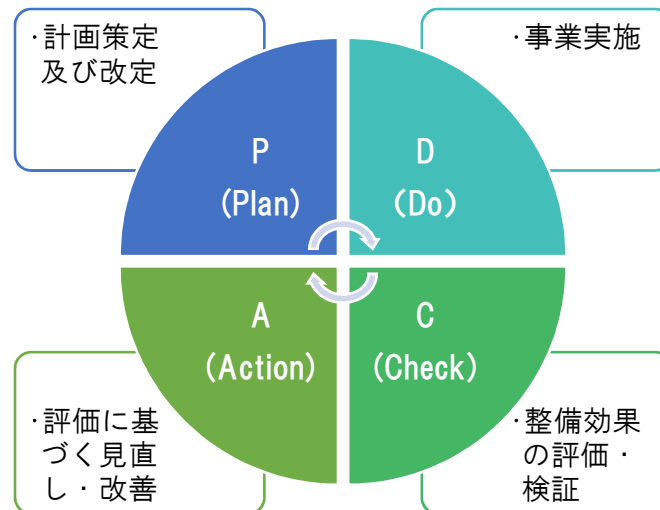 ・計画策定
及び改定
・事業実施
P
(Plan)
D
(Do)
A
(Action)
C
(Check)
・評価に基
づく見直
し・改善
・整備効果
の評価・
検証